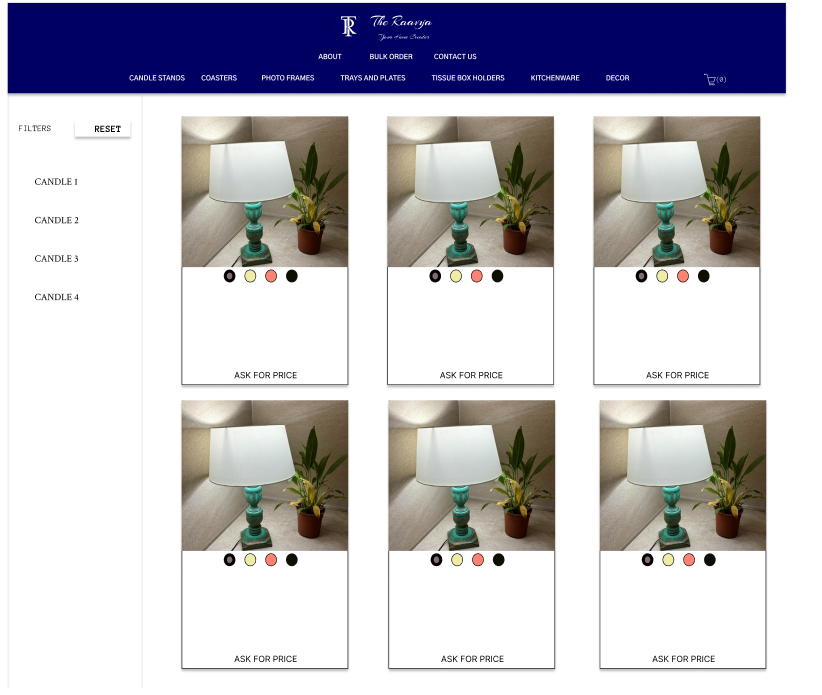 TR The Raavya
Your Home Creator
ABOUT BULK ORDER CONTACT US
CANDLE STANDS COASTERS PHOTO FRAMES TRAYS AND PLATES TISSUE BOX HOLDERS KITCHENWARE DECOR (0)
FILTERS RESET
CANDLE 1
CANDLE 2
CANDLE 3
CANDLE 4
ASK FOR PRICE ASK FOR PRICE ASK FOR PRICE
ASK FOR PRICE ASK FOR PRICE ASK FOR PRICE